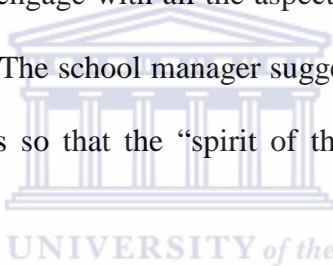 engage with all the aspect
The school manager sugge
s so that the “spirit of th
UNIVERSITY of the